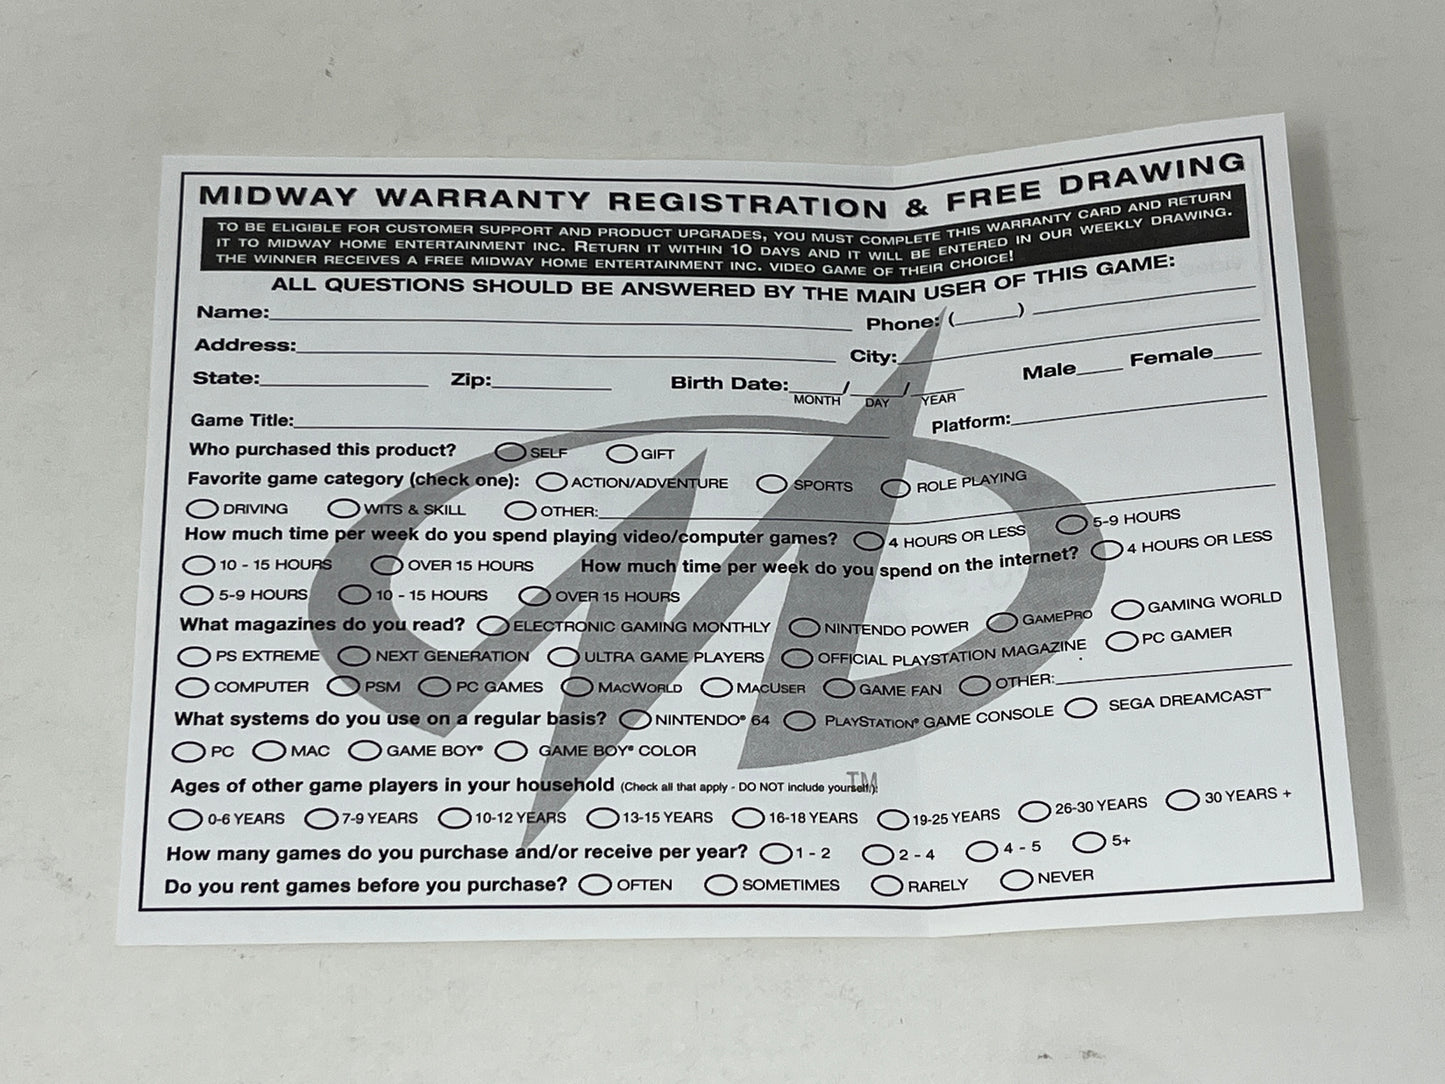 MIDWAY WARRANTY REGISTRATION & FREE DRAWING
TO BE ELIGIBLE FOR CUSTOMER SUPPORT AND PRODUCT UPGRADES, YOU MUST COMPLETE THIS WARRANTY CARD AND RETURN
IT TO MIDWAY HOME ENTERTAINMENT INC. RETURN IT WITHIN 10 DAYS AND IT WILL BE ENTERED IN OUR WEEKLY DRAWING.
THE WINNER RECEIVES A FREE MIDWAY HOME ENTERTAINMENT INC. VIDEO GAME OF THEIR CHOICE!
ALL QUESTIONS SHOULD BE ANSWERED BY THE MAIN USER OF THIS GAME:
Name: Phone: ( )
Address: City:
State: Zip: Birth Date: / / Male Female
MONTH DAY YEAR
Game Title: Platform:
Who purchased this product? SELF GIFT
Favorite game category (check one): ACTION/ADVENTURE SPORTS ROLE PLAYING
DRIVING WITS & SKILL OTHER:
How much time per week do you spend playing video/computer games? 4 HOURS OR LESS 5-9 HOURS
10 - 15 HOURS OVER 15 HOURS How much time per week do you spend on the internet? 4 HOURS OR LESS
5-9 HOURS 10 - 15 HOURS OVER 15 HOURS
What magazines do you read? ELECTRONIC GAMING MONTHLY NINTENDO POWER GAMEPRO GAMING WORLD
PS EXTREME NEXT GENERATION ULTRA GAME PLAYERS OFFICIAL PLAYSTATION MAGAZINE PC GAMER
COMPUTER PSM PC GAMES MACWORLD MACUSER GAME FAN OTHER:
What systems do you use on a regular basis? NINTENDO® 64 PLAYSTATION® GAME CONSOLE SEGA DREAMCAST™
PC MAC GAME BOY® GAME BOY® COLOR
Ages of other game players in your household (Check all that apply - DO NOT include yourself.):
TM
0-6 YEARS 7-9 YEARS 10-12 YEARS 13-15 YEARS 16-18 YEARS 19-25 YEARS 26-30 YEARS 30 YEARS +
How many games do you purchase and/or receive per year? 1 - 2 2 - 4 4 - 5 5+
Do you rent games before you purchase? OFTEN SOMETIMES RARELY NEVER